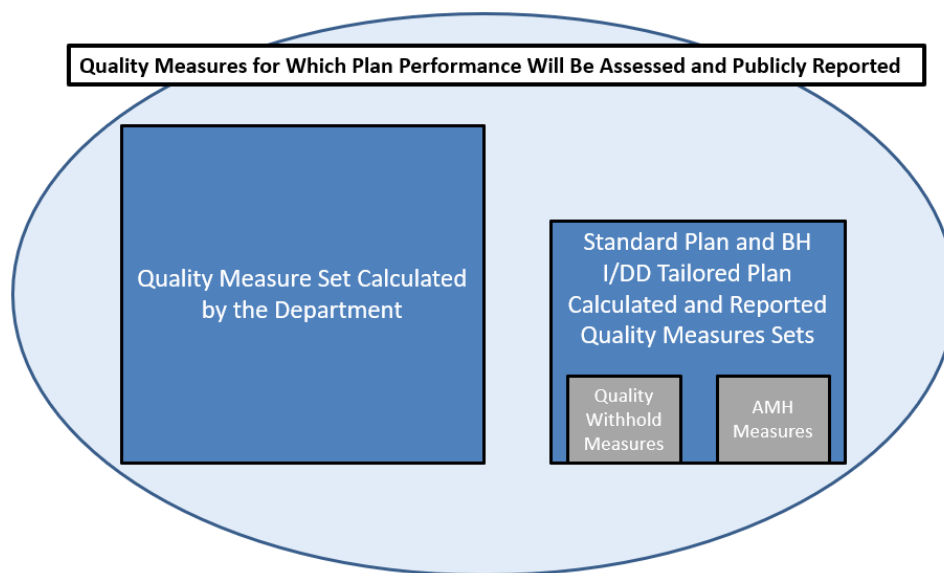 Quality Measures for Which Plan Performance Will Be Assessed and Publicly Reported
Quality Measure Set Calculated
by the Department
Standard Plan and BH
I/DD Tailored Plan
Calculated and Reported
Quality Measures Sets
Quality
Withhold
Measures
AMH
Measures